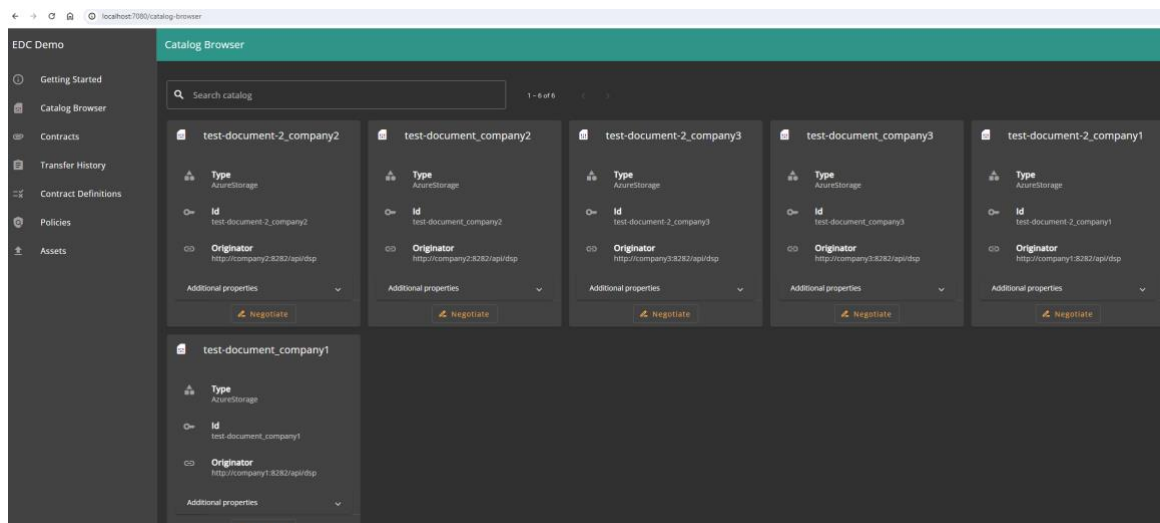 localhost:7080/catalog-browser
EDC Demo
Catalog Browser
Getting Started
Catalog Browser
Contracts
Transfer History
Contract Definitions
Policies
Assets
Search catalog
1 – 6 of 6
test-document-2_company2
Type
AzureStorage
Id
test-document-2_company2
Originator
http://company2:8282/api/dsp
Additional properties
Negotiate
test-document_company2
Type
AzureStorage
Id
test-document_company2
Originator
http://company2:8282/api/dsp
Additional properties
Negotiate
test-document-2_company3
Type
AzureStorage
Id
test-document-2_company3
Originator
http://company3:8282/api/dsp
Additional properties
Negotiate
test-document_company3
Type
AzureStorage
Id
test-document_company3
Originator
http://company3:8282/api/dsp
Additional properties
Negotiate
test-document-2_company1
Type
AzureStorage
Id
test-document-2_company1
Originator
http://company1:8282/api/dsp
Additional properties
Negotiate
test-document_company1
Type
AzureStorage
Id
test-document_company1
Originator
http://company1:8282/api/dsp
Additional properties